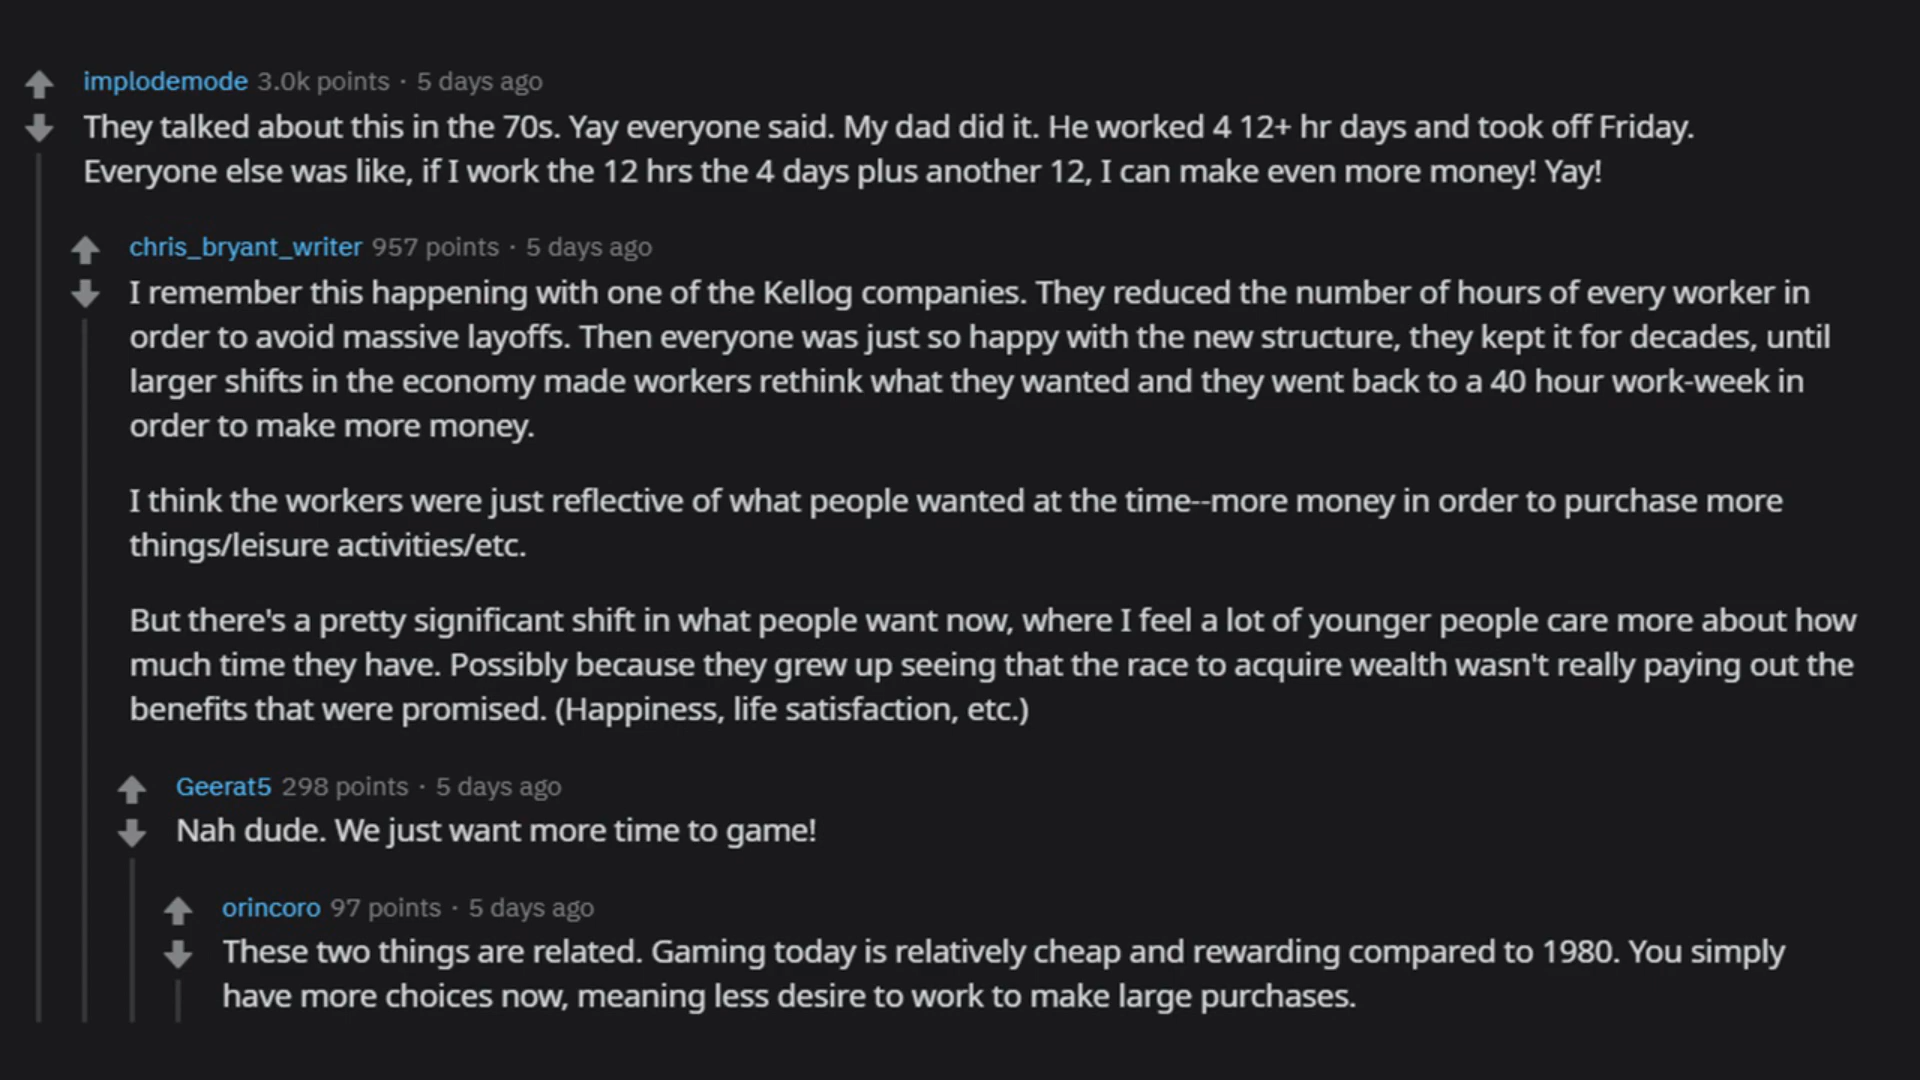 implodemode 3.0k points · 5 days ago
They talked about this in the 70s. Yay everyone said. My dad did it. He worked 4 12+ hr days and took off Friday.
Everyone else was like, if I work the 12 hrs the 4 days plus another 12, I can make even more money! Yay!
chris_bryant_writer 957 points · 5 days ago
I remember this happening with one of the Kellog companies. They reduced the number of hours of every worker in
order to avoid massive layoffs. Then everyone was just so happy with the new structure, they kept it for decades, until
larger shifts in the economy made workers rethink what they wanted and they went back to a 40 hour work-week in
order to make more money.
I think the workers were just reflective of what people wanted at the time--more money in order to purchase more
things/leisure activities/etc.
But there's a pretty significant shift in what people want now, where I feel a lot of younger people care more about how
much time they have. Possibly because they grew up seeing that the race to acquire wealth wasn't really paying out the
benefits that were promised. (Happiness, life satisfaction, etc.)
Geerat5 298 points · 5 days ago
Nah dude. We just want more time to game!
orincoro 97 points · 5 days ago
These two things are related. Gaming today is relatively cheap and rewarding compared to 1980. You simply
have more choices now, meaning less desire to work to make large purchases.